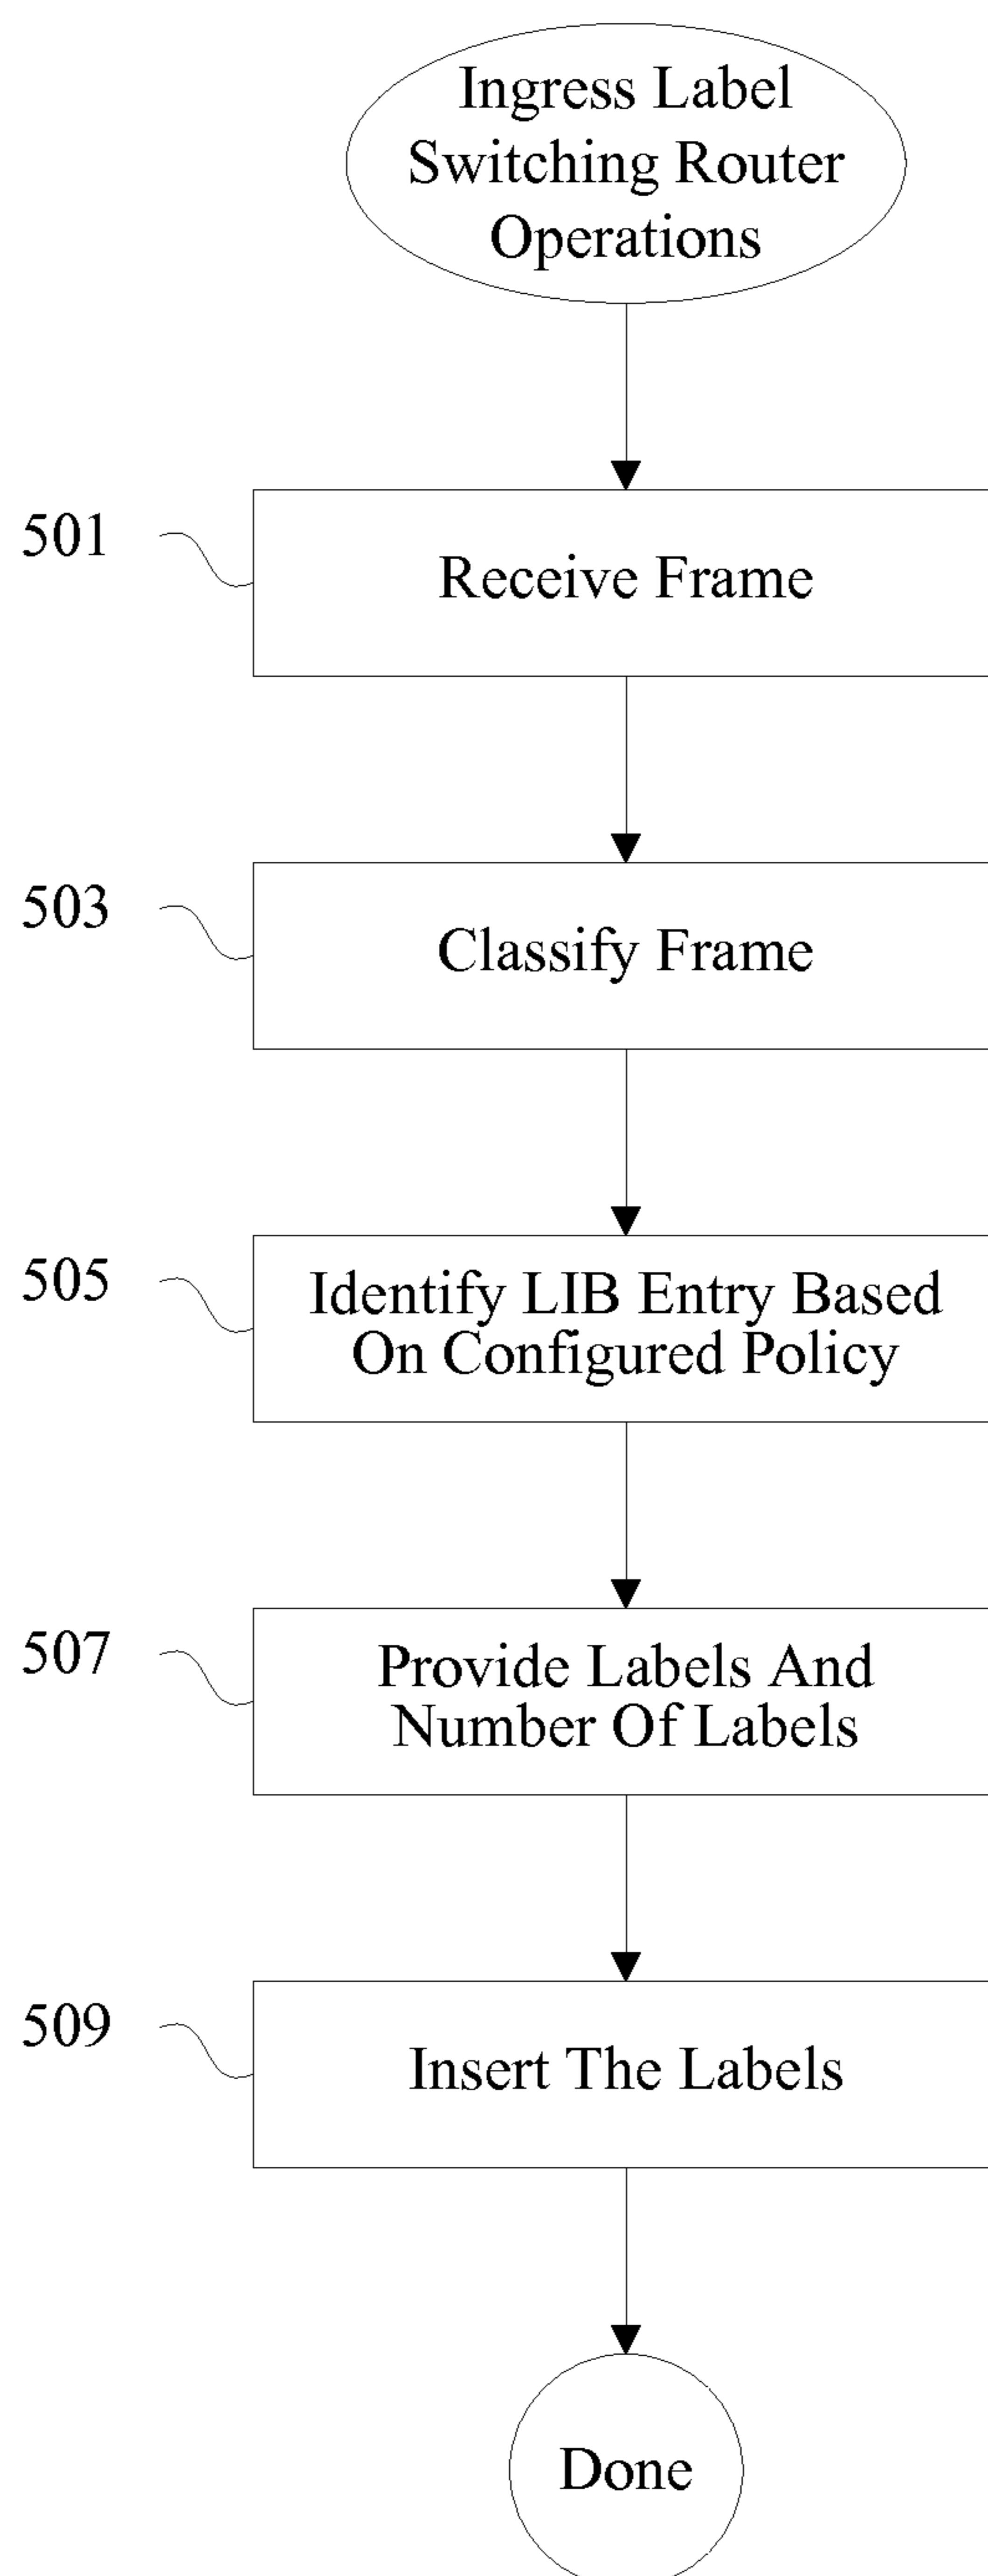 Ingress Label
Switching Router
Operations
501
Receive Frame
503
Classify Frame
505
Identify LIB Entry Based
On Configured Policy
507
Provide Labels And
Number Of Labels
509
Insert The Labels
Done